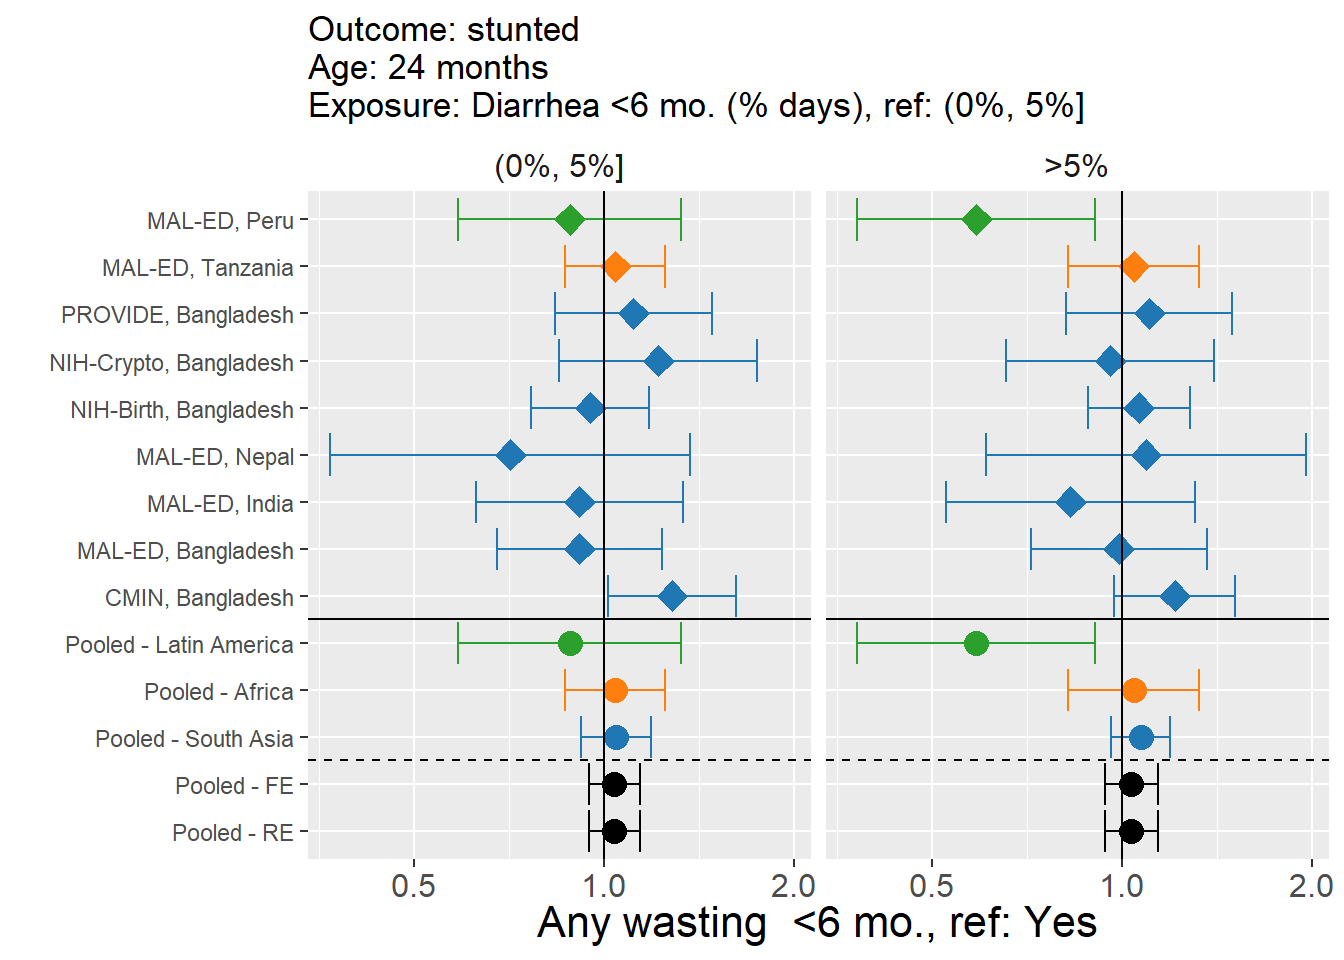 Outcome: stunted
Age: 24 months
Exposure: Diarrhea <6 mo. (% days), ref: (0%, 5%]
(0%, 5%]
>5%
MAL-ED, Peru
MAL-ED, Tanzania
PROVIDE, Bangladesh
NIH-Crypto, Bangladesh
NIH-Birth, Bangladesh
MAL-ED, Nepal
MAL-ED, India
MAL-ED, Bangladesh
CMIN, Bangladesh
Pooled - Latin America
Pooled - Africa
Pooled - South Asia
Pooled - FE
Pooled - RE
0.5 1.0 2.0
0.5 1.0 2.0
Any wasting  <6 mo., ref: Yes